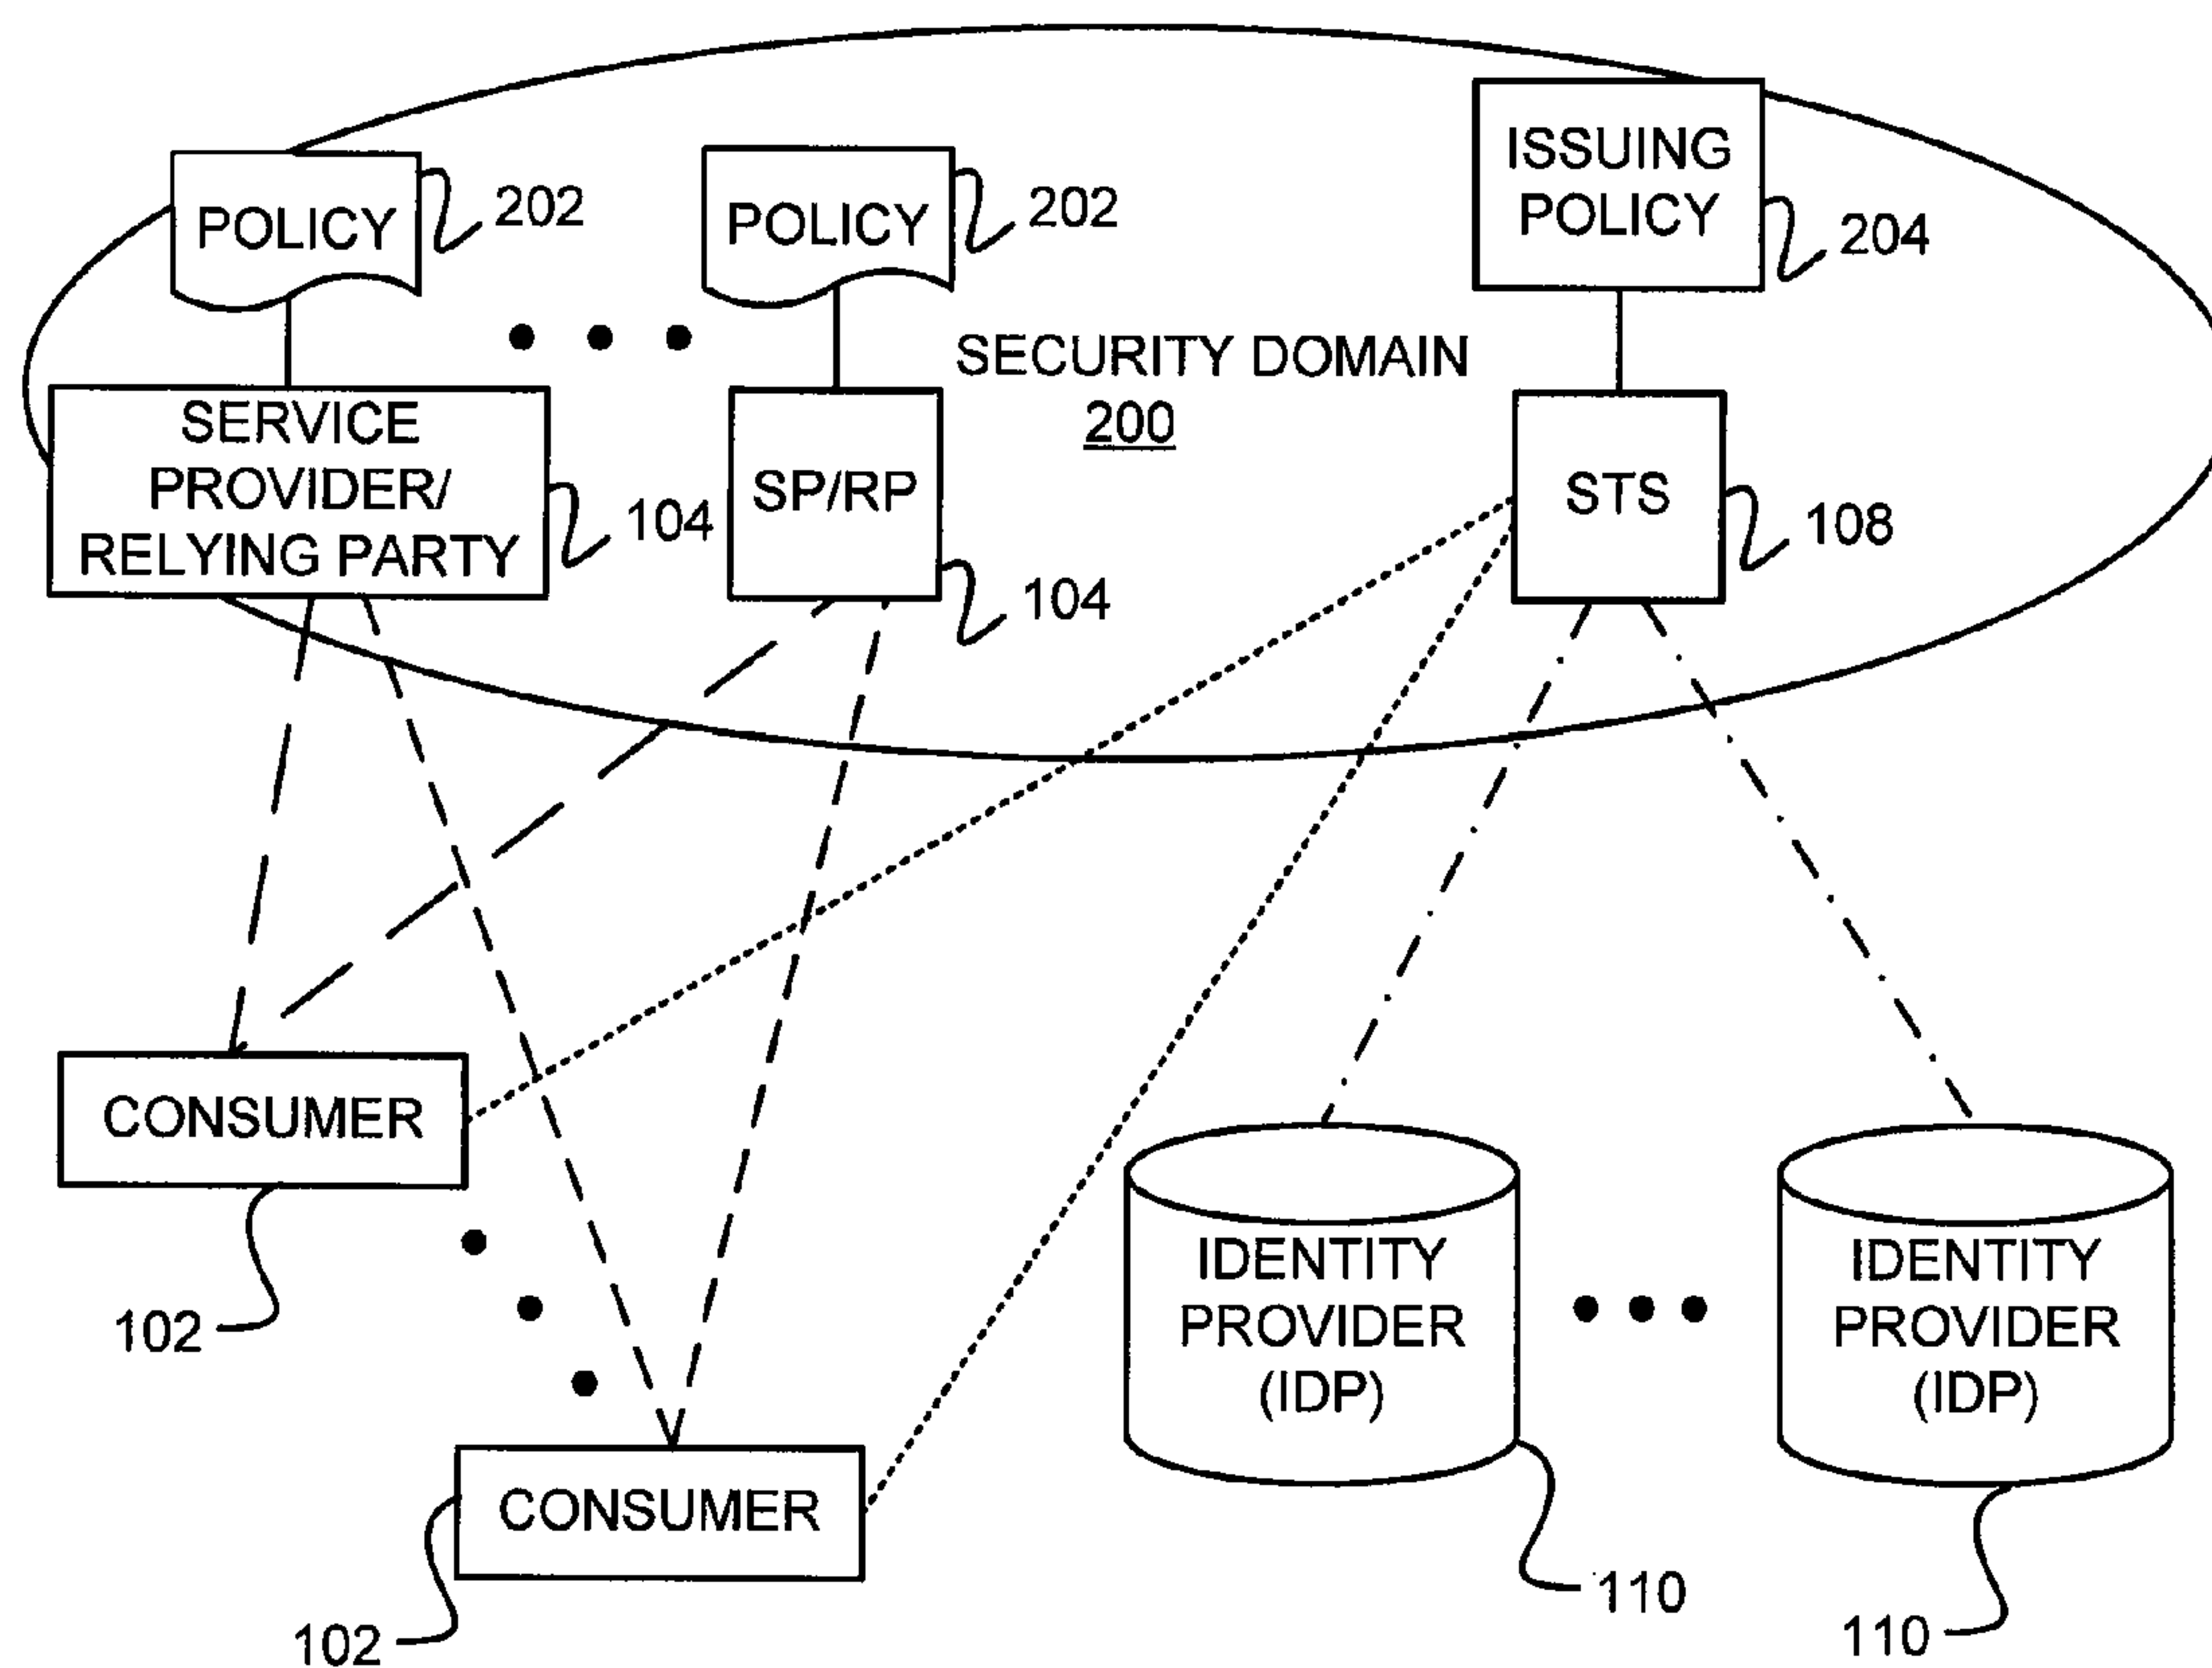 POLICY
202
POLICY
202
ISSUING
POLICY
204
SECURITY DOMAIN
200
SERVICE
PROVIDER/
RELYING PARTY
104
SP/RP
104
STS
108
CONSUMER
102
CONSUMER
102
IDENTITY
PROVIDER
(IDP)
110
IDENTITY
PROVIDER
(IDP)
110